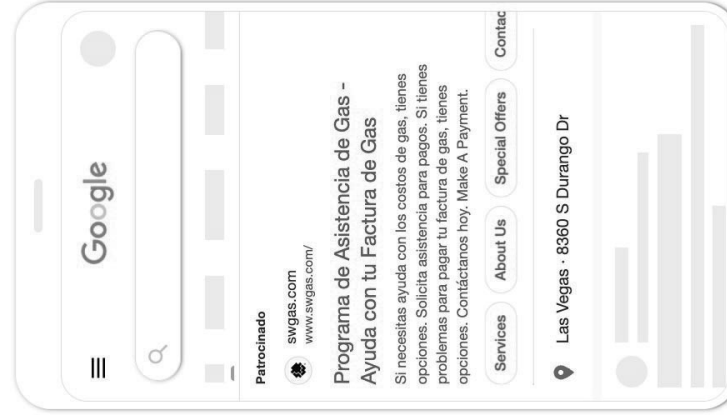 Google
Patrocinado
swgas.com
www.swgas.com/
Programa de Asistencia de Gas -
Ayuda con tu Factura de Gas
Si necesitas ayuda con los costos de gas, tienes
opciones. Solicita asistencia para pagos. Si tienes
problemas para pagar tu factura de gas, tienes
opciones. Contáctanos hoy. Make A Payment.
Services About Us Special Offers Contac
Las Vegas · 8360 S Durango Dr